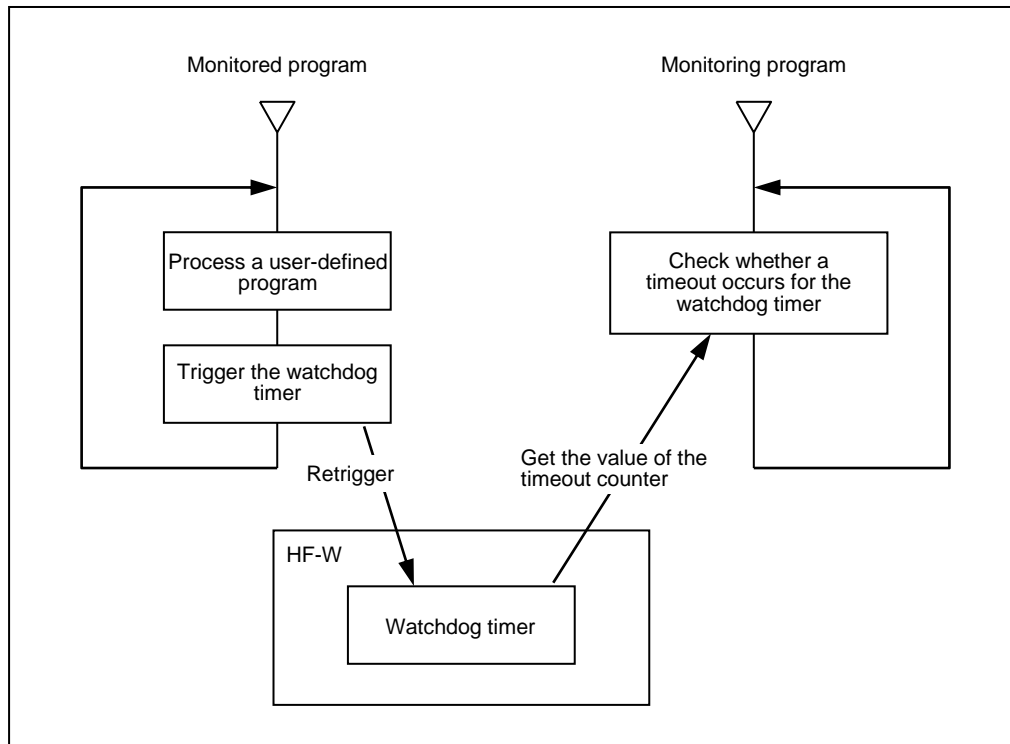 Monitored program
Monitoring program
Process a user-defined
program
Check whether a
timeout occurs for the
watchdog timer
Trigger the watchdog
timer
Retrigger
Get the value of the
timeout counter
HF-W
Watchdog timer